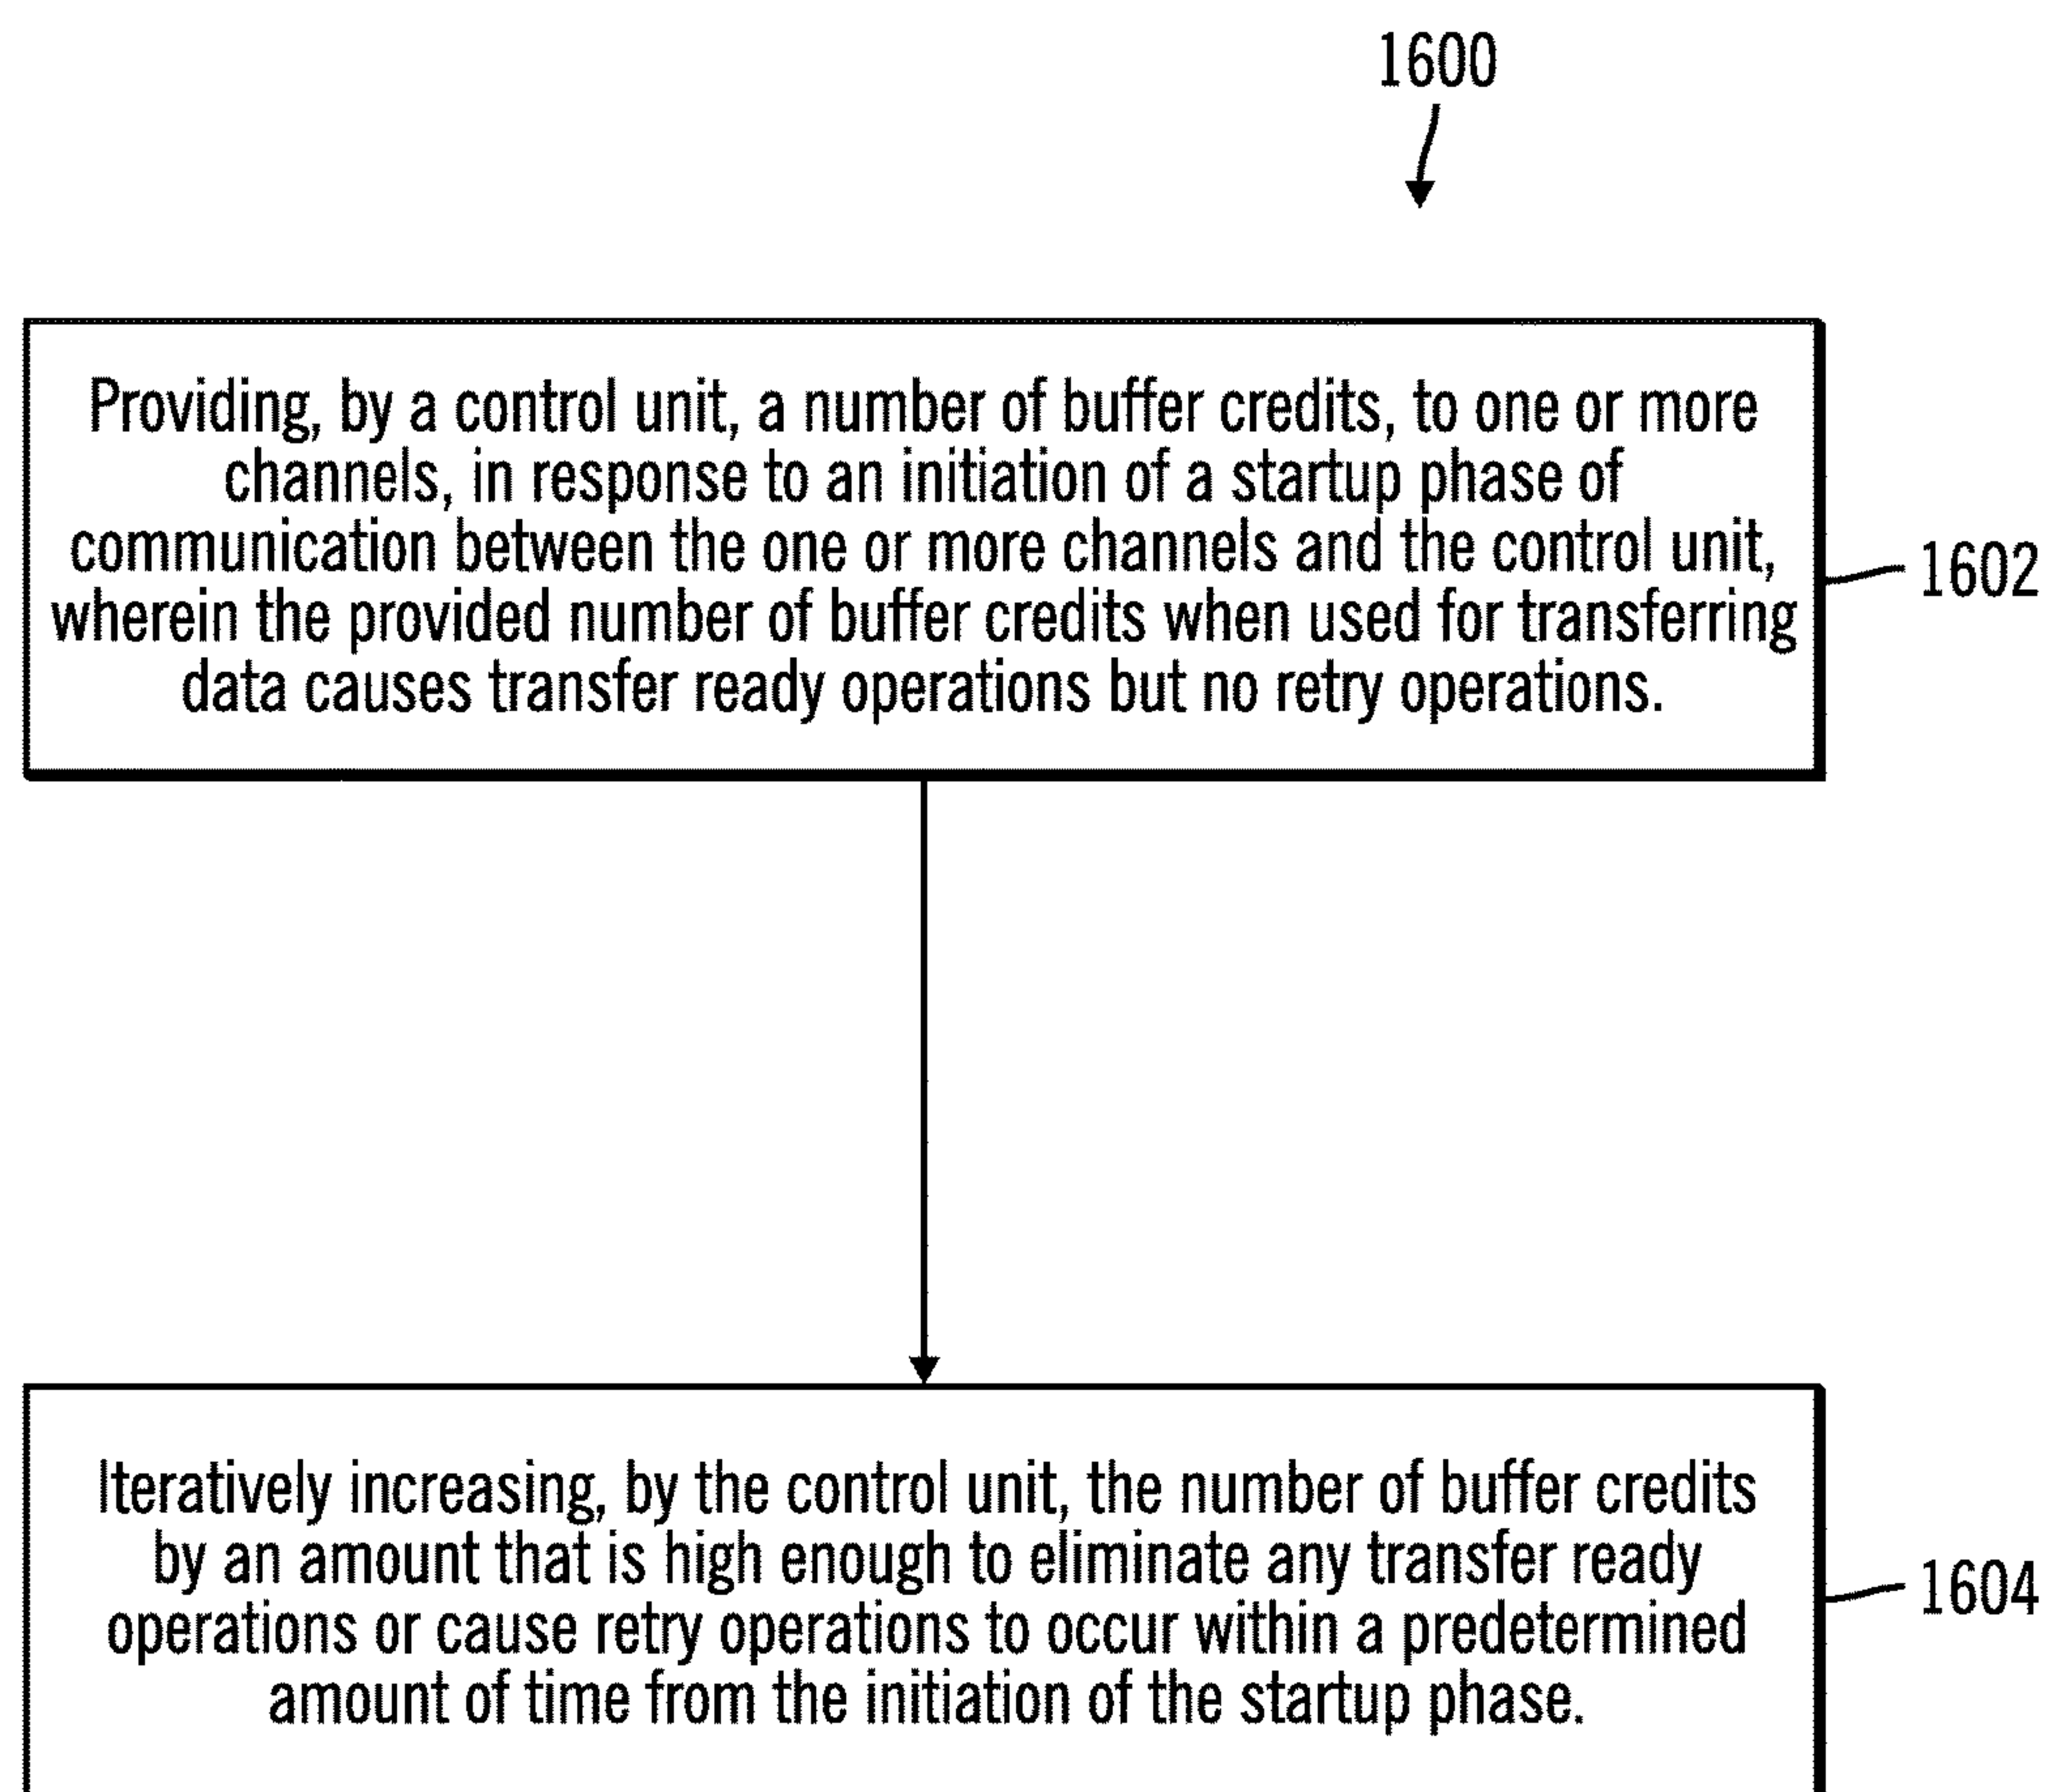 1600
Providing, by a control unit, a number of buffer credits, to one or more
channels, in response to an initiation of a startup phase of
communication between the one or more channels and the control unit,
wherein the provided number of buffer credits when used for transferring
data causes transfer ready operations but no retry operations.
1602
Iteratively increasing, by the control unit, the number of buffer credits
by an amount that is high enough to eliminate any transfer ready
operations or cause retry operations to occur within a predetermined
amount of time from the initiation of the startup phase.
1604